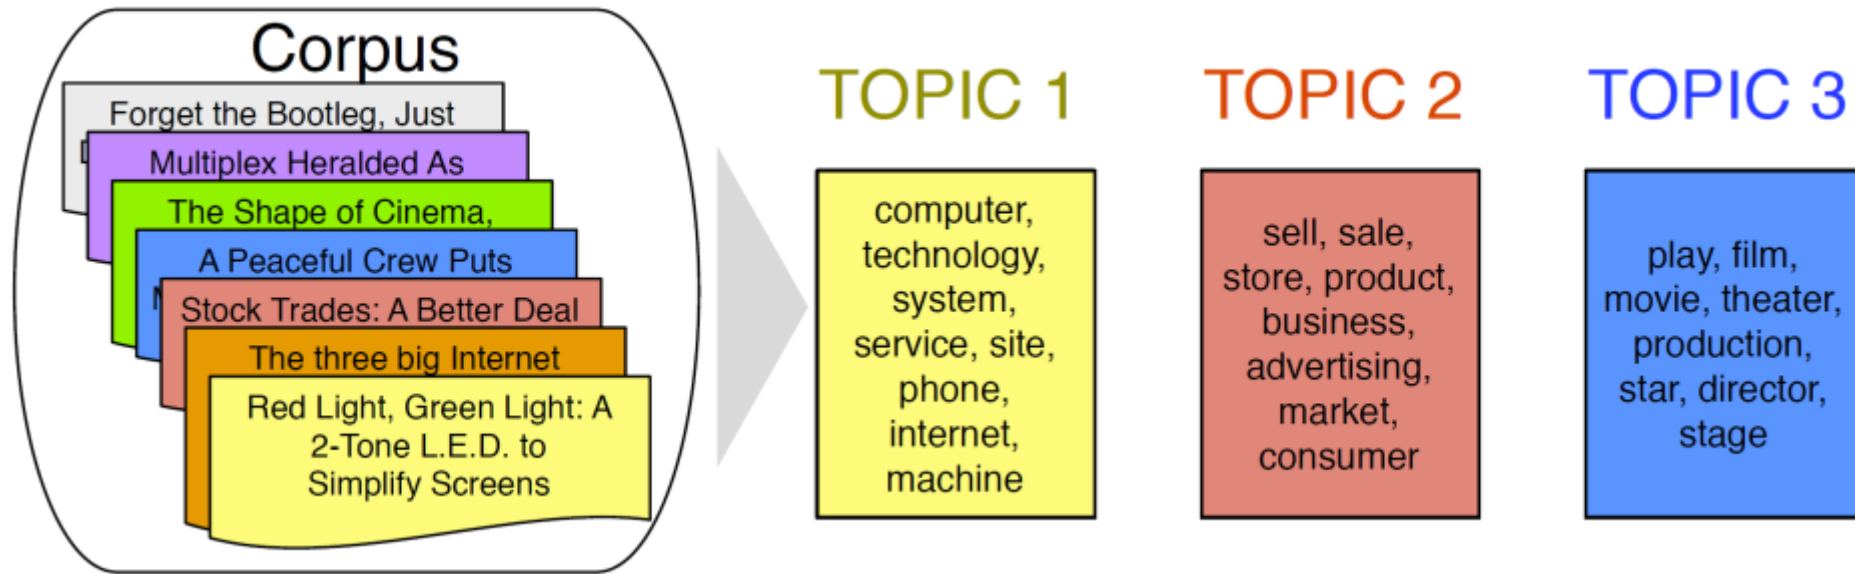 Corpus
Forget the Bootleg, Just
Multiplex Heralded As
The Shape of Cinema,
A Peaceful Crew Puts
Stock Trades: A Better Deal
The three big Internet
Red Light, Green Light: A
2-Tone L.E.D. to
Simplify Screens
TOPIC 1
computer,
technology,
system,
service, site,
phone,
internet,
machine
TOPIC 2
sell, sale,
store, product,
business,
advertising,
market,
consumer
TOPIC 3
play, film,
movie, theater,
production,
star, director,
stage